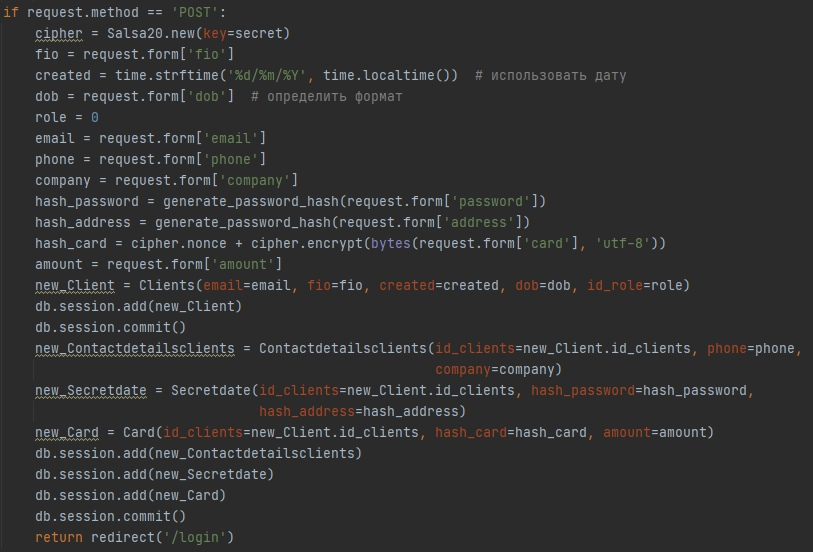 if request.method == 'POST':
    cipher = Salsa20.new(key=secret)
    fio = request.form['fio']
    created = time.strftime('%d/%m/%Y', time.localtime())  # использовать дату
    dob = request.form['dob']  # определить формат
    role = 0
    email = request.form['email']
    phone = request.form['phone']
    company = request.form['company']
    hash_password = generate_password_hash(request.form['password'])
    hash_address = generate_password_hash(request.form['address'])
    hash_card = cipher.nonce + cipher.encrypt(bytes(request.form['card'], 'utf-8'))
    amount = request.form['amount']
    new_Client = Clients(email=email, fio=fio, created=created, dob=dob, id_role=role)
    db.session.add(new_Client)
    db.session.commit()
    new_Contactdetailsclients = Contactdetailsclients(id_clients=new_Client.id_clients, phone=phone,
                                                      company=company)
    new_Secretdate = Secretdate(id_clients=new_Client.id_clients, hash_password=hash_password,
                                hash_address=hash_address)
    new_Card = Card(id_clients=new_Client.id_clients, hash_card=hash_card, amount=amount)
    db.session.add(new_Contactdetailsclients)
    db.session.add(new_Secretdate)
    db.session.add(new_Card)
    db.session.commit()
    return redirect('/login')